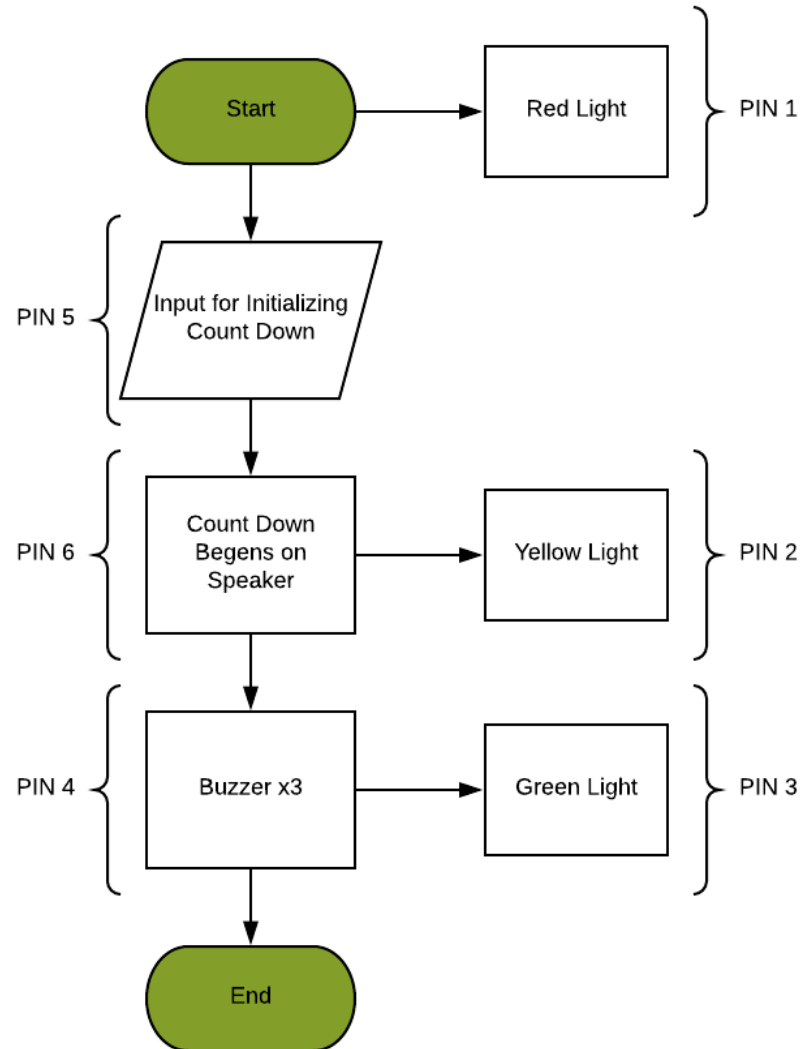 Start
Red Light
PIN 1
PIN 5
Input for Initializing
Count Down
PIN 6
Count Down
Begens on
Speaker
Yellow Light
PIN 2
PIN 4
Buzzer x3
Green Light
PIN 3
End